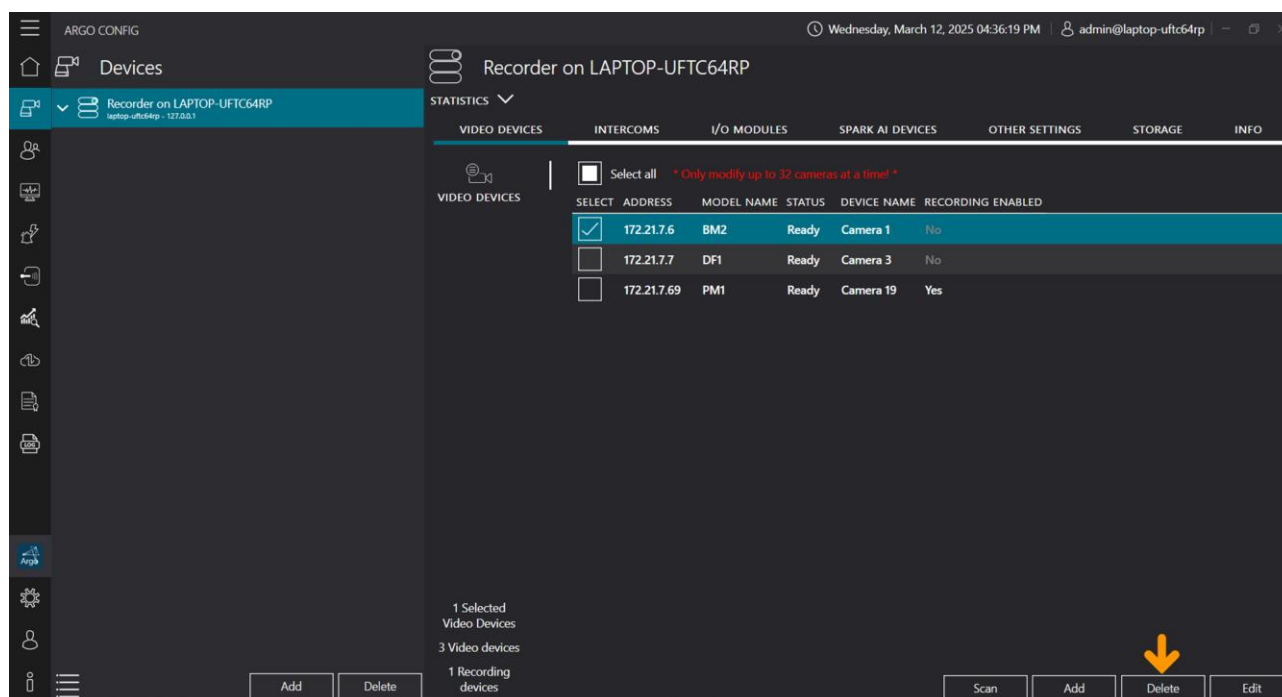 ARGO CONFIG
Wednesday, March 12, 2025 04:36:19 PM
admin@laptop-uftc64rp
Devices
Recorder on LAPTOP-UFTC64RP
laptop-uftc64rp - 127.0.0.1
Recorder on LAPTOP-UFTC64RP
STATISTICS
VIDEO DEVICES INTERCOMS I/O MODULES SPARK AI DEVICES OTHER SETTINGS STORAGE INFO
VIDEO DEVICES
Select all * Only modify up to 32 cameras at a time! *
SELECT ADDRESS MODEL NAME STATUS DEVICE NAME RECORDING ENABLED
172.21.7.6 BM2 Ready Camera 1 No
172.21.7.7 DF1 Ready Camera 3 No
172.21.7.69 PM1 Ready Camera 19 Yes
LOG
Argo
1 Selected
Video Devices
3 Video devices
1 Recording
devices
Add Delete
Scan Add Delete Edit